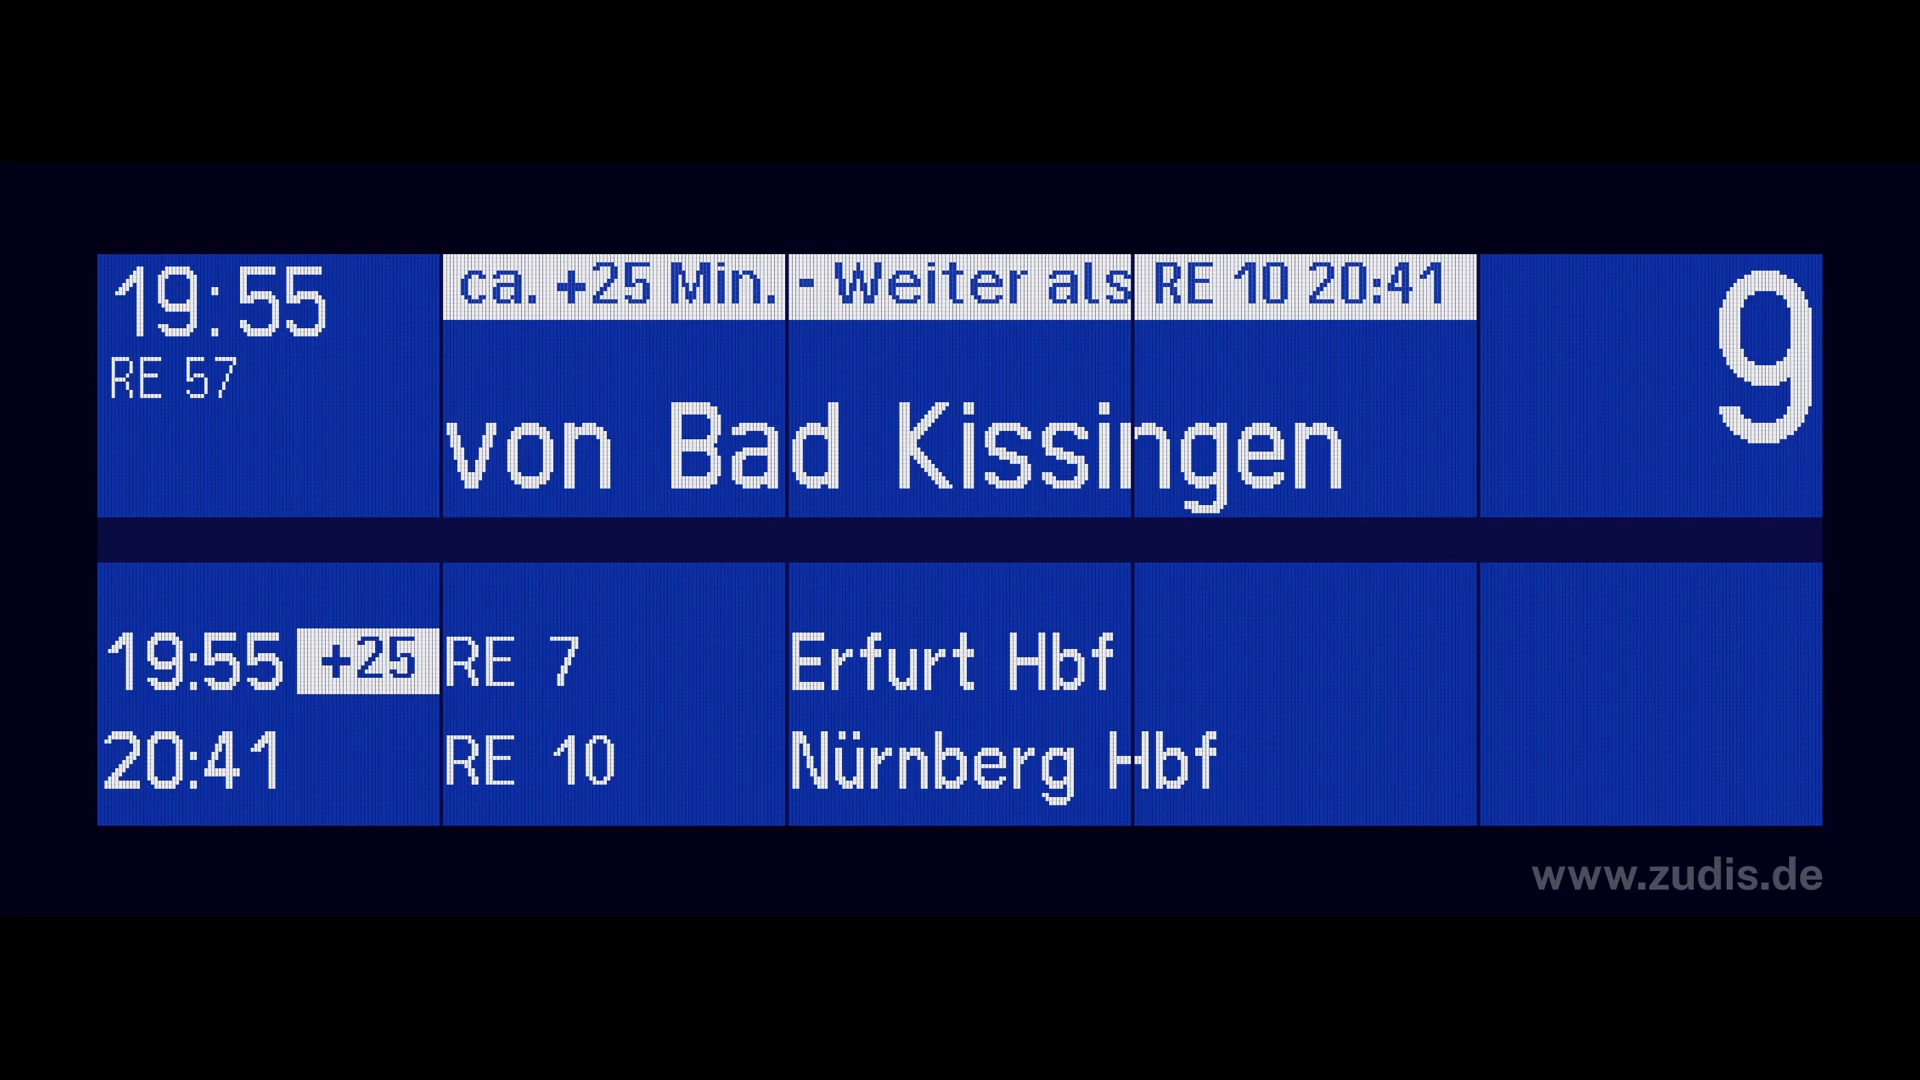 19:55 ca. +25 Min. - Weiter als RE 10 20:41 9
RE 57
von Bad Kissingen
19:55 +25 RE 7 Erfurt Hbf
20:41 RE 10 Nürnberg Hbf
www.zudis.de